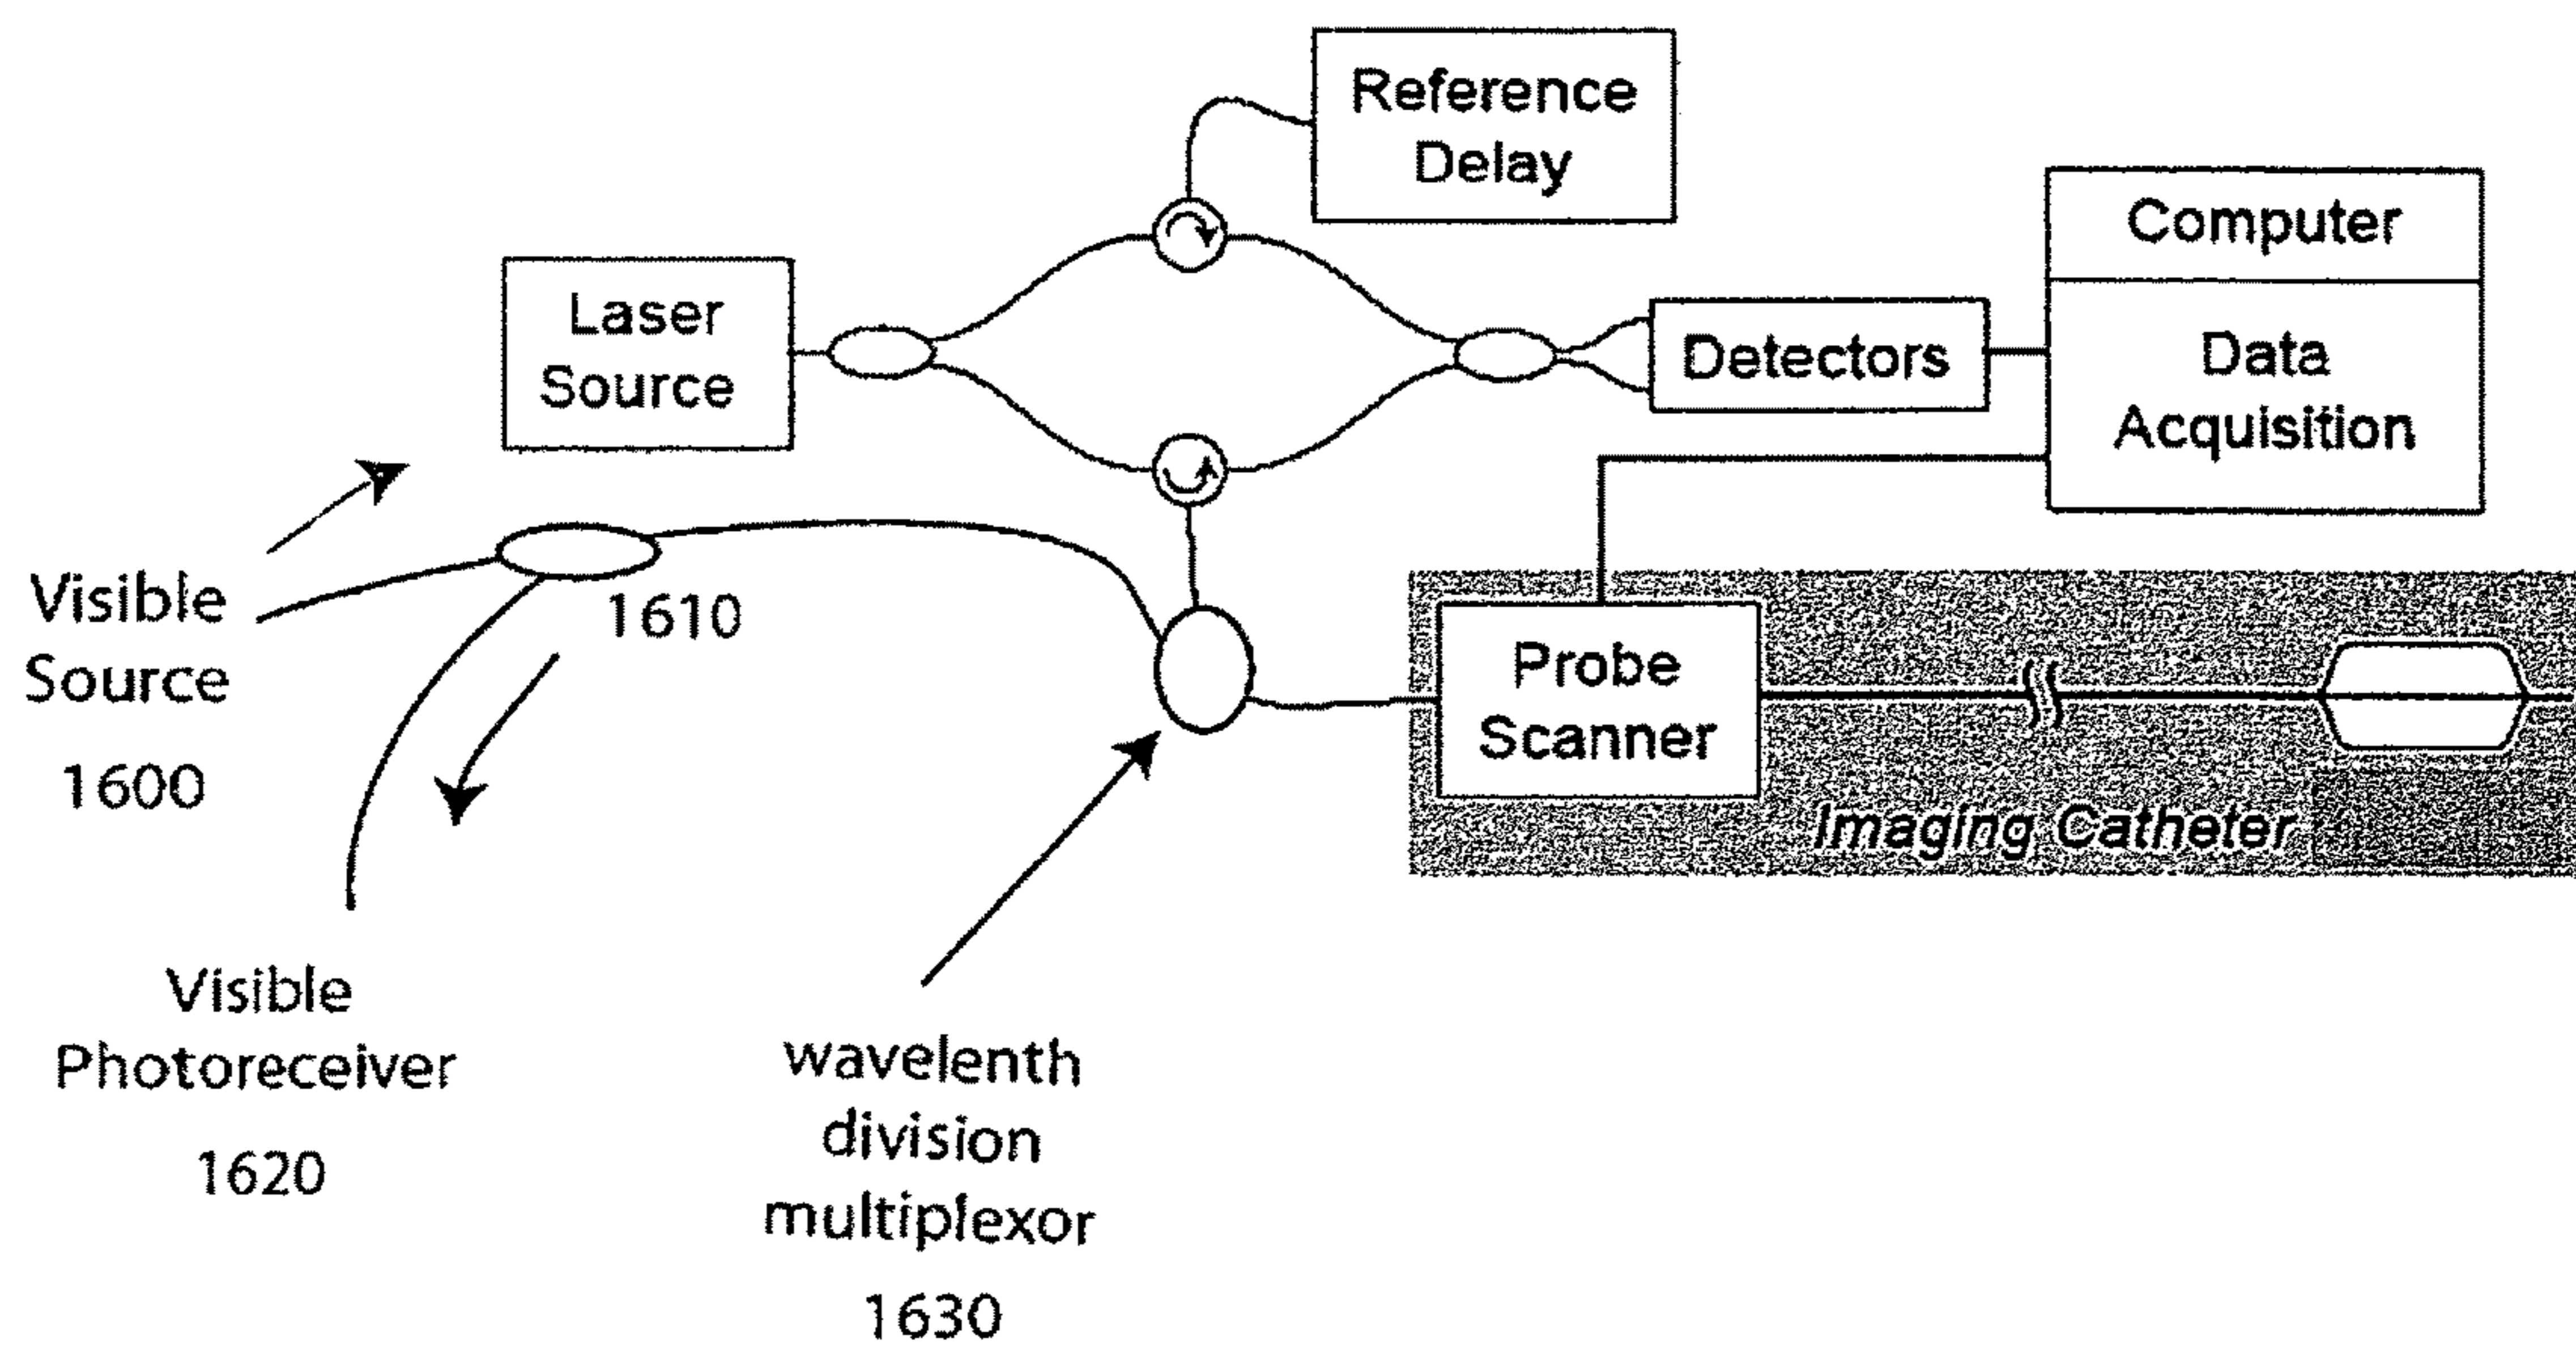 Reference
Delay
Computer
Laser
Source
Detectors
Data
Acquisition
Visible
Source
1600
1610
Probe
Scanner
Imaging Catheter
Visible
Photoreceiver
1620
wavelenth
division
multiplexor
1630